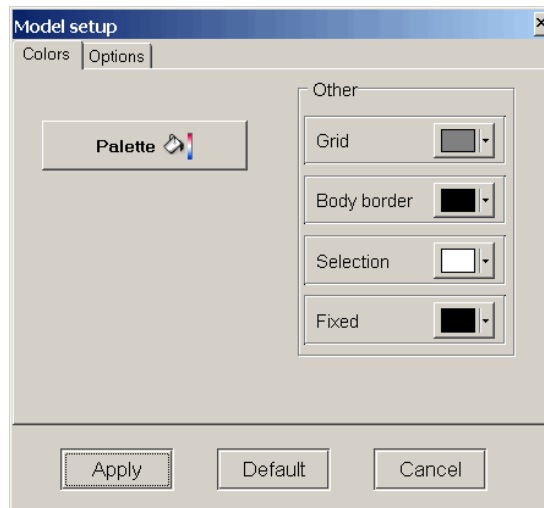 Model setup
Colors
Options
Palette
Other
Grid
Body border
Selection
Fixed
Apply
Default
Cancel